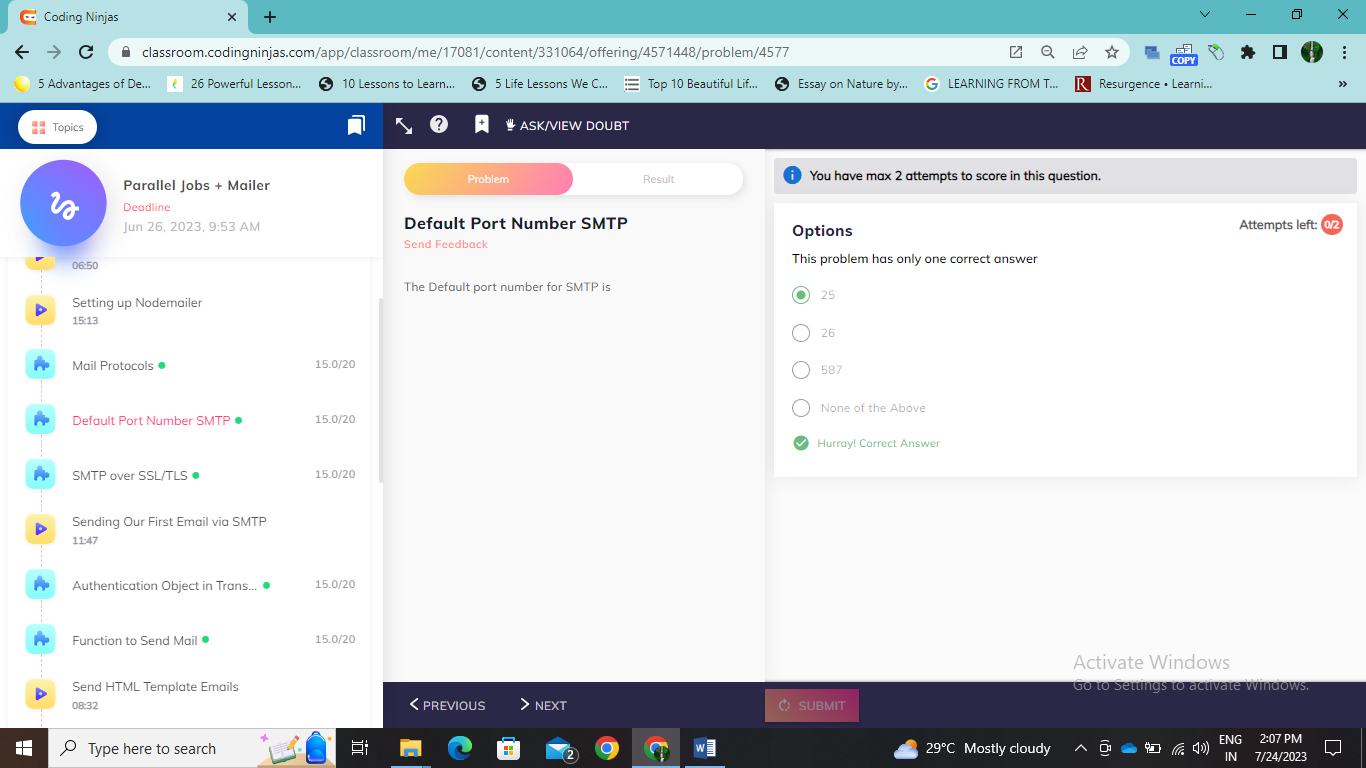 Coding Ninjas
classroom.codingninjas.com/app/classroom/me/17081/content/331064/offering/4571448/problem/4577
COPY
5 Advantages of De...
26 Powerful Lesson...
10 Lessons to Learn...
5 Life Lessons We C...
Top 10 Beautiful Lif...
Essay on Nature by...
LEARNING FROM T...
R
Resurgence • Learni...
»
Topics
ASK/VIEW DOUBT
Parallel Jobs + Mailer
Deadline
Jun 26, 2023, 9:53 AM
06:50
Setting up Nodemailer
15:13
Mail Protocols
15.0/20
Default Port Number SMTP
15.0/20
SMTP over SSL/TLS
15.0/20
Sending Our First Email via SMTP
11:47
Authentication Object in Trans...
15.0/20
Function to Send Mail
15.0/20
Send HTML Template Emails
08:32
Problem
Result
Default Port Number SMTP
Send Feedback
The Default port number for SMTP is
You have max 2 attempts to score in this question.
Options
Attempts left: 0/2
This problem has only one correct answer
25
26
587
None of the Above
Hurray! Correct Answer
Activate Windows
Go to Settings to activate Windows.
PREVIOUS
NEXT
SUBMIT
Type here to search
2
29°C Mostly cloudy
ENG
IN
2:07 PM
7/24/2023